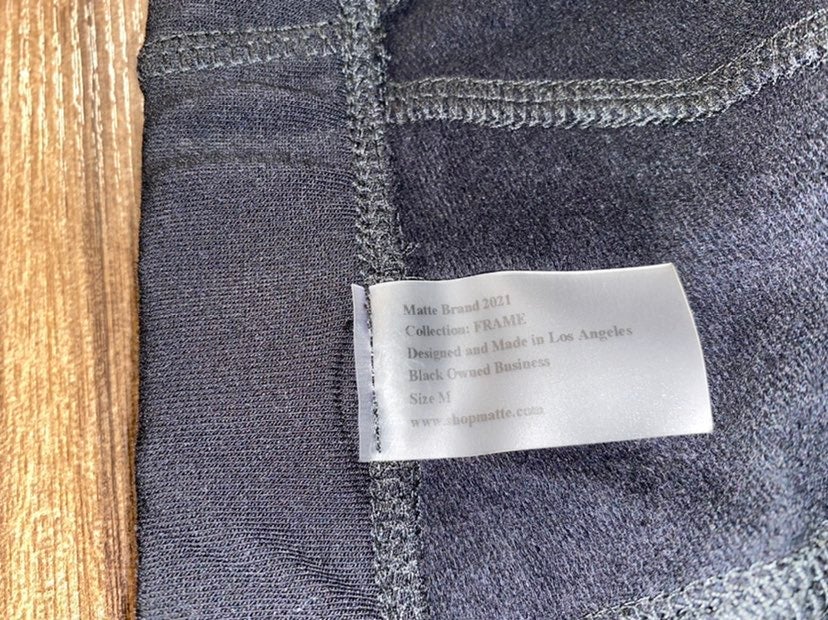 Matte Brand 2021
Collection: FRAME
Designed and Made in Los Angeles
Black Owned Business
Size M
www.shopmatte.com